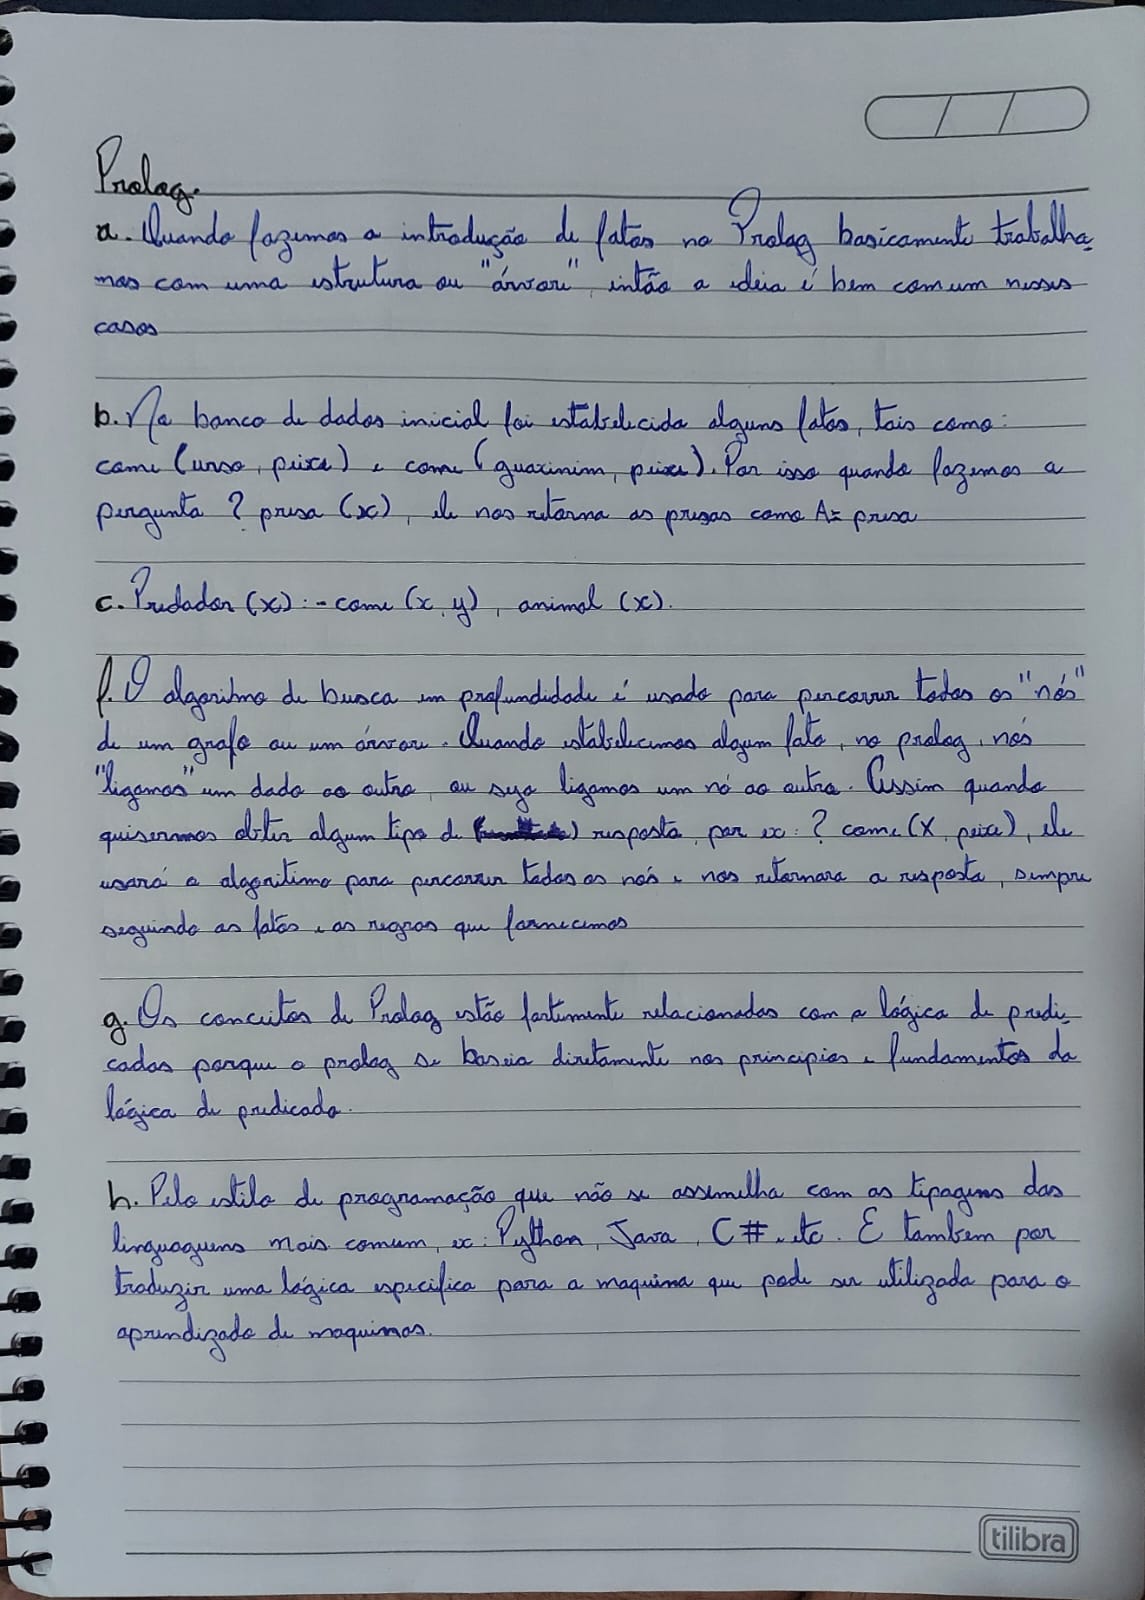 Prolog.
a. Quando fazemos a introdução de fatos no Prolog basicamente trabalha-
mos com uma estrutura ou "árvore", então a ideia é bem comum nesses
casos
b. No banco de dados inicial foi estabelecida alguns fatos, tais como:
come (urso, peixe) e come (guaxinim, peixe). Por isso quando fazemos a
pergunta ? presa (x), ele nos retorna as presas como A= presa
c. Predador (x) :- come (x, y), animal (x).
f. O algoritmo de busca em profundidade é usado para percorrer todos os "nós"
de um grafo ou um árvore. Quando estabelecemos algum fato, no prolog, nós
"ligamos" um dado ao outro, ou seja ligamos um nó ao outro. Assim quando
quisermos obter algum tipo de resposta, por ex: ? come (X, peixe), ele
usará o algoritimo para percorrer todos os nós e nos retornara a resposta, sempre
seguindo as fatos e as regras que fornecemos
g. Os conceitos de Prolog estão fortemente relacionados com a lógica de predi-
cados porque o prolog se baseia diretamente nos principios e fundamentos da
lógica de predicado.
h. Pelo estilo de programação que não se assemelha com as tipagens das
linguaguens mais comum, ex: Python, Java, C#, etc. E tambem por
traduzir uma lógica especifica para a maquina que pode ser utilizada para o
aprendizado de maquinas.
tilibra